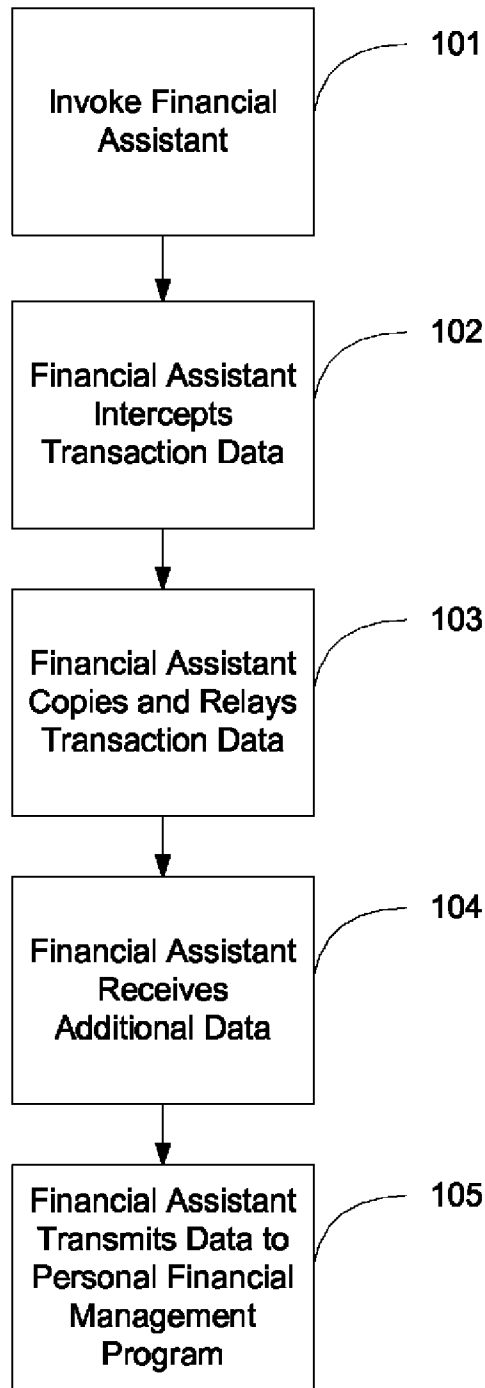 101
Invoke Financial
Assistant
102
Financial Assistant
Intercepts
Transaction Data
103
Financial Assistant
Copies and Relays
Transaction Data
104
Financial Assistant
Receives
Additional Data
105
Financial Assistant
Transmits Data to
Personal Financial
Management
Program